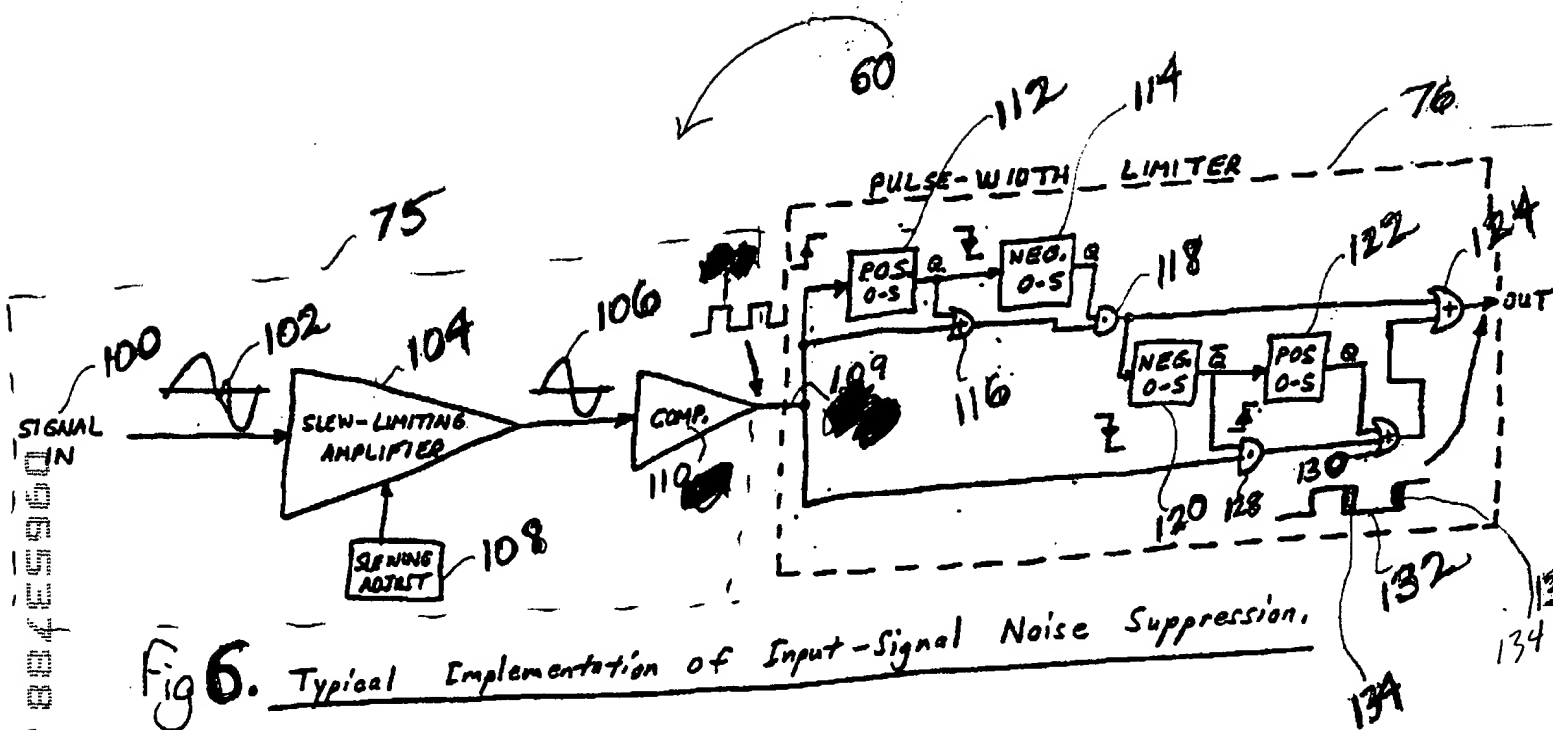 60
112
114
76
PULSE-WIDTH LIMITER
75
124
POS.
O-S
Q
NEG.
O-S
Q
118
122
OUT
100
102
104
106
109
116
NEG.
O-S
Q̅
POS
O-S
Q
SIGNAL
IN
SLEW-LIMITING
AMPLIFIER
COMP.
110
130
120
128
SLEWING
ADJUST
108
132
134
134
09653788
Fig 6. Typical Implementation of Input-Signal Noise Suppression.